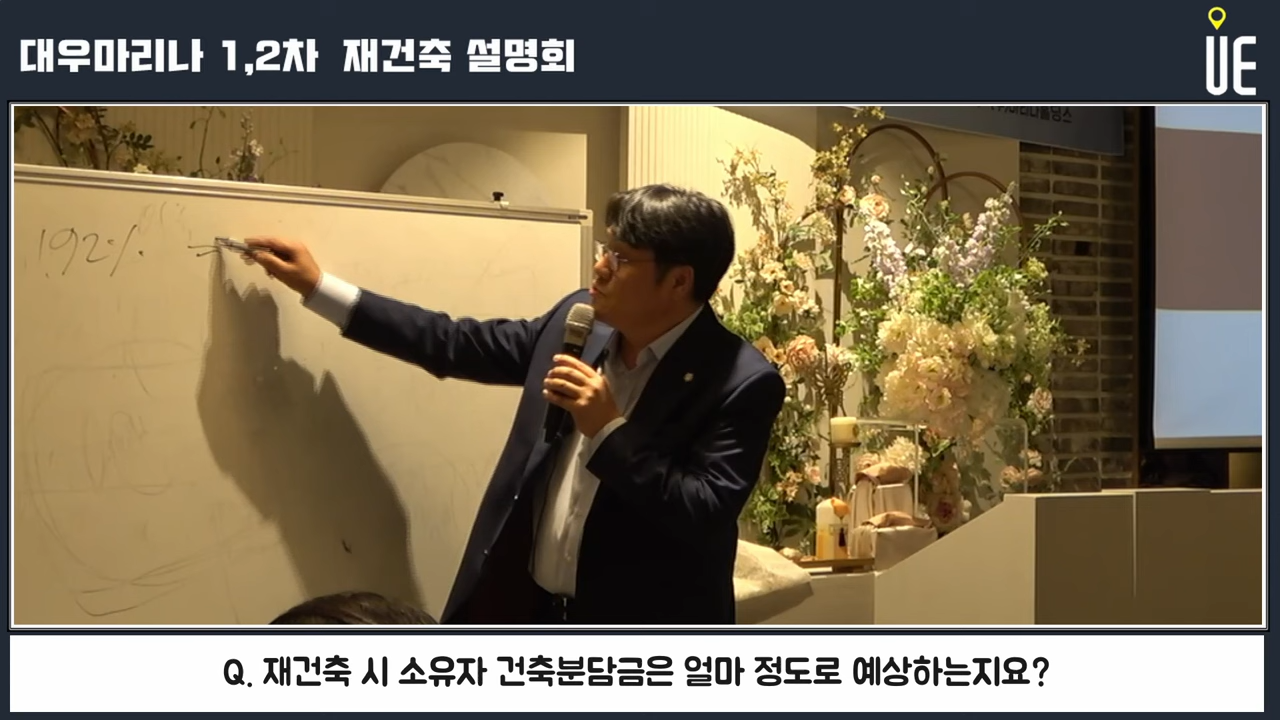 대우마리나 1,2차 재건축 설명회
UE
192%
Q. 재건축 시 소유자 건축분담금은 얼마 정도로 예상하는지요?